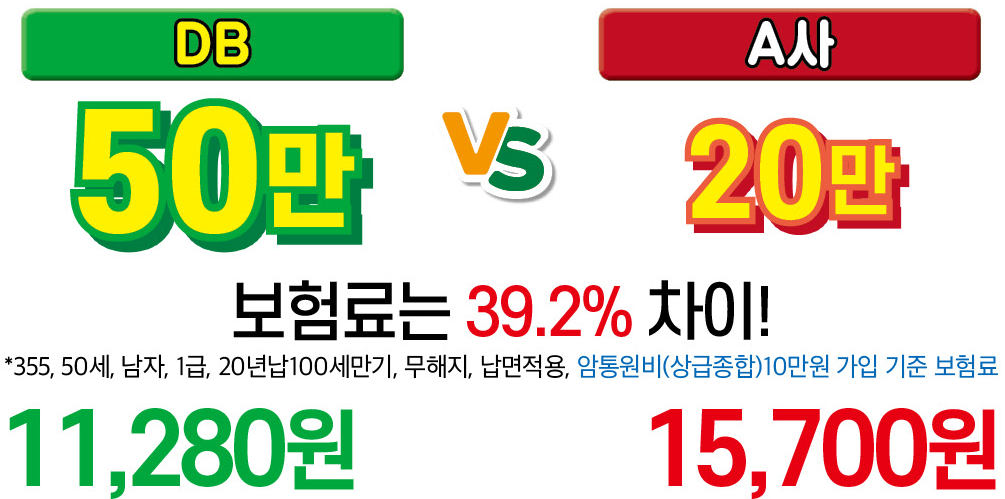 DB
A사
50만
VS
20만
보험료는 39.2% 차이!
*355, 50세, 남자, 1급, 20년납100세만기, 무해지, 납면적용, 암통원비(상급종합)10만원 가입 기준 보험료
11,280원
15,700원